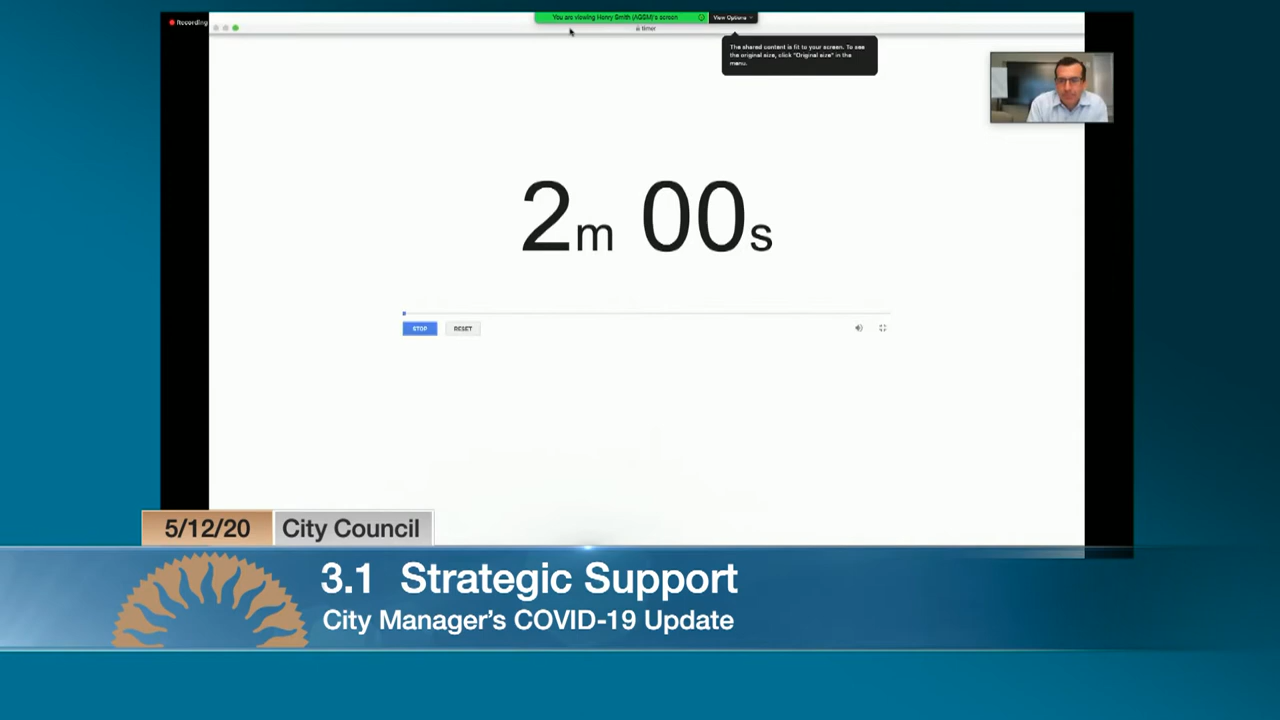 Recording
You are viewing Henry Smith (AGSM)'s screen
View Options
timer
The shared content is fit to your screen. To see
the original size, click "Original size" in the
menu.
2m 00s
STOP
RESET
5/12/20
City Council
3.1 Strategic Support
City Manager's COVID-19 Update